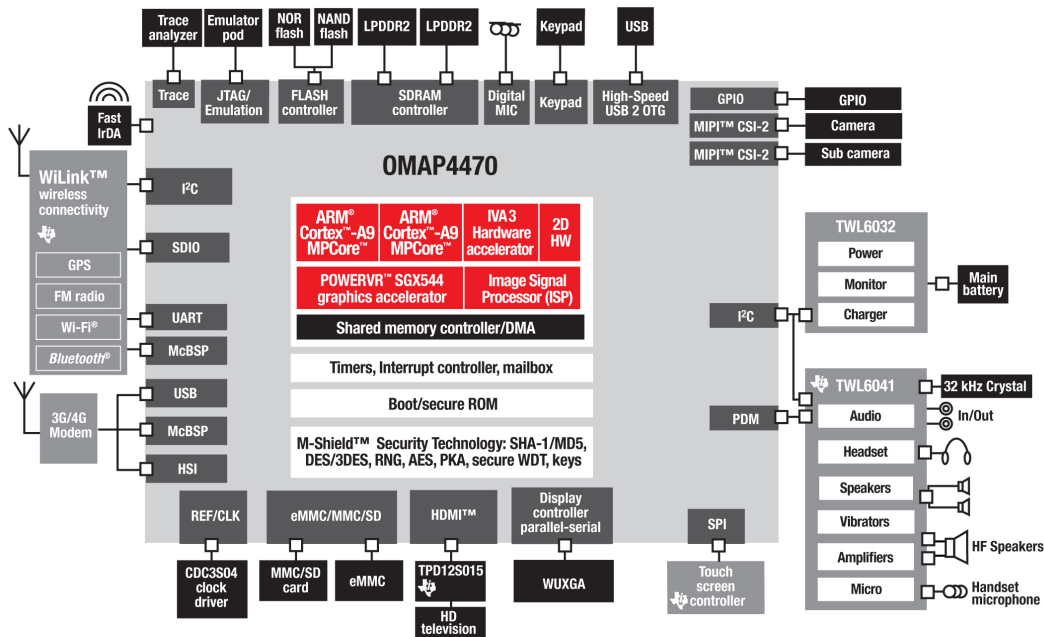 Trace
analyzer
Emulator
pod
NOR
flash
NAND
flash
LPDDR2
LPDDR2
Keypad
USB
Trace
JTAG/
Emulation
FLASH
controller
SDRAM
controller
Digital
MIC
Keypad
High-Speed
USB 2 OTG
GPIO
GPIO
MIPI™ CSI-2
Camera
MIPI™ CSI-2
Sub camera
Fast
IrDA
OMAP4470
WiLink™
wireless
connectivity
GPS
FM radio
Wi-Fi®
Bluetooth®
I²C
SDIO
UART
McBSP
USB
McBSP
HSI
3G/4G
Modem
ARM®
Cortex™-A9
MPCore™
ARM®
Cortex™-A9
MPCore™
IVA 3
Hardware
accelerator
2D
HW
POWERVR™ SGX544
graphics accelerator
Image Signal
Processor (ISP)
Shared memory controller/DMA
Timers, Interrupt controller, mailbox
Boot/secure ROM
M-Shield™ Security Technology: SHA-1/MD5,
DES/3DES, RNG, AES, PKA, secure WDT, keys
I²C
PDM
TWL6032
Power
Monitor
Charger
Main
battery
TWL6041
32 kHz Crystal
Audio
In/Out
Headset
Speakers
Vibrators
Amplifiers
HF Speakers
Micro
Handset
microphone
REF/CLK
eMMC/MMC/SD
HDMI™
Display
controller
parallel-serial
SPI
CDC3S04
clock
driver
MMC/SD
card
eMMC
TPD12S015
HD
television
WUXGA
Touch
screen
controller